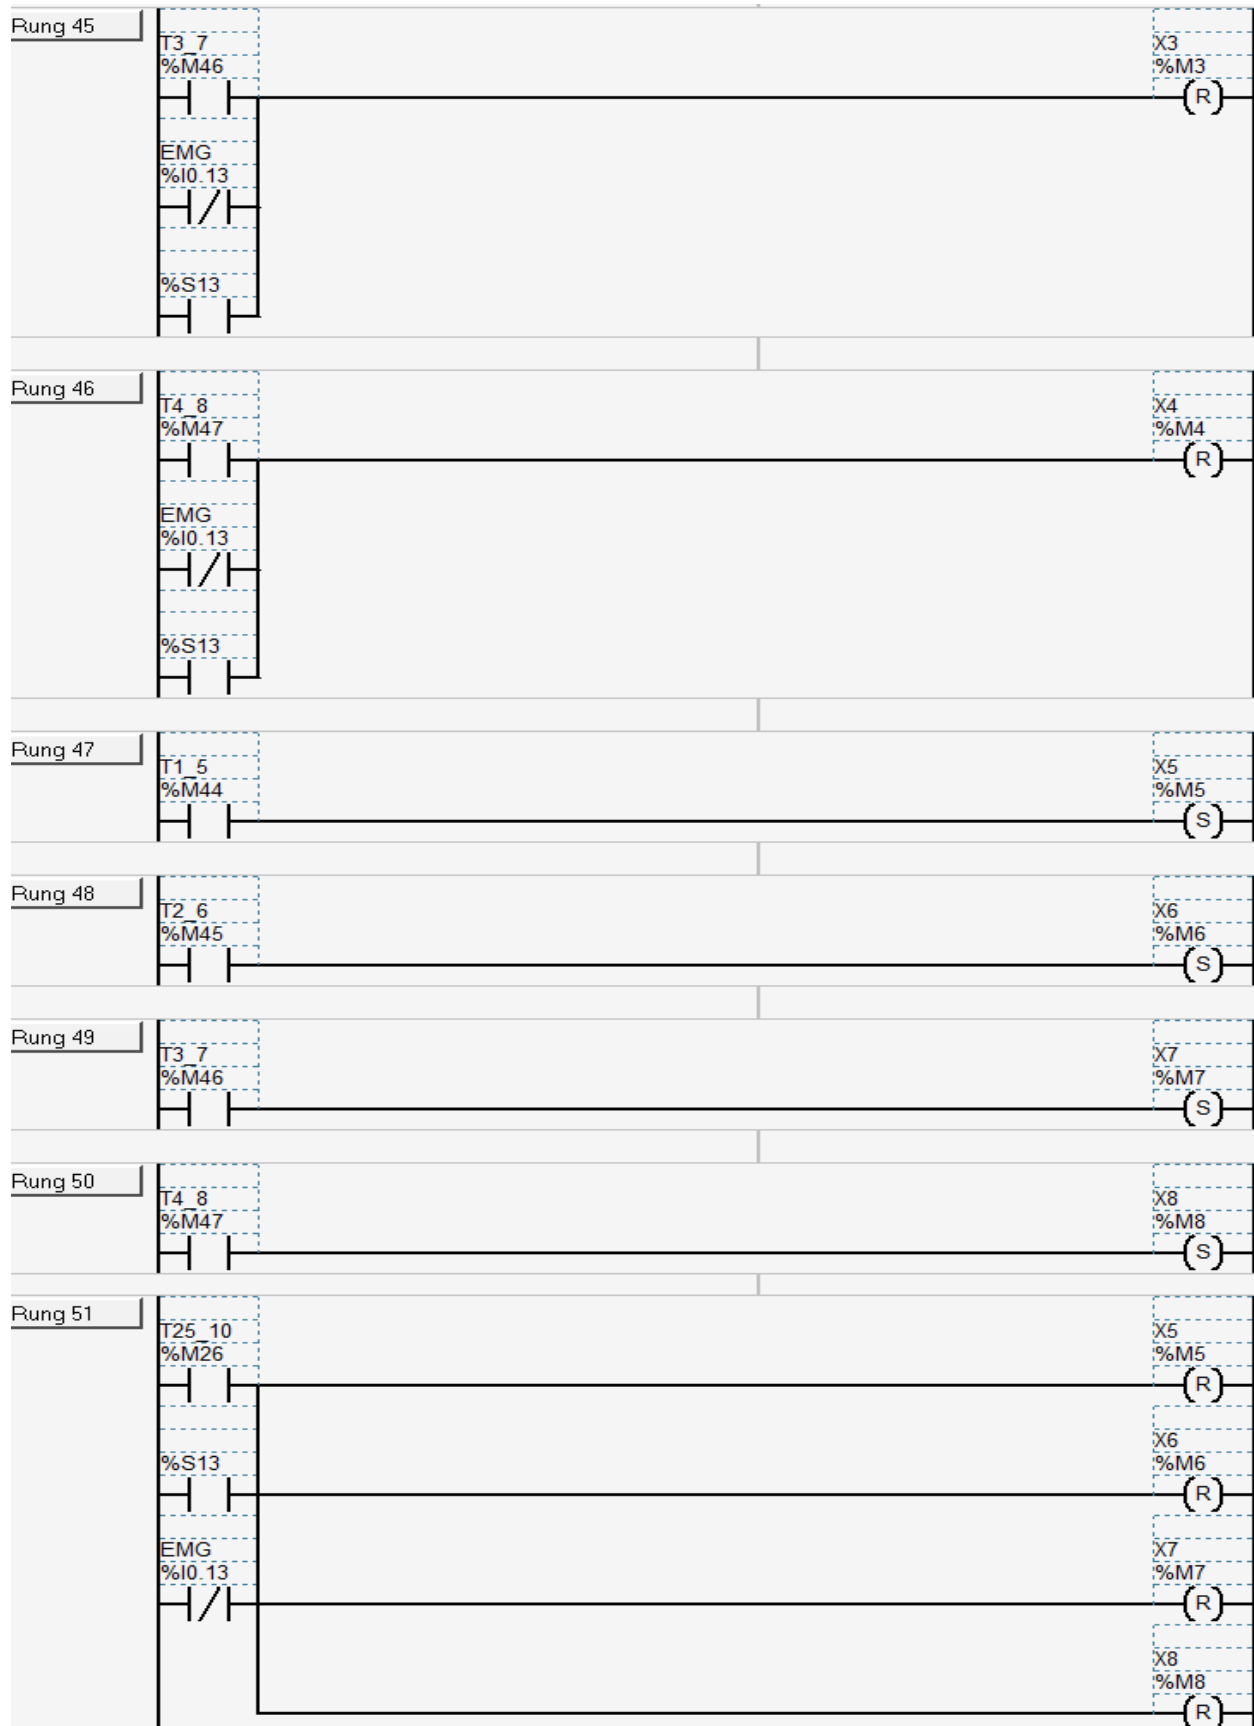 Rung 45
T3_7
%M46
X3
%M3
R
EMG
%I0.13
%S13
Rung 46
T4_8
%M47
X4
%M4
R
EMG
%I0.13
%S13
Rung 47
T1_5
%M44
X5
%M5
S
Rung 48
T2_6
%M45
X6
%M6
S
Rung 49
T3_7
%M46
X7
%M7
S
Rung 50
T4_8
%M47
X8
%M8
S
Rung 51
T25_10
%M26
X5
%M5
R
%S13
X6
%M6
R
EMG
%I0.13
X7
%M7
R
X8
%M8
R